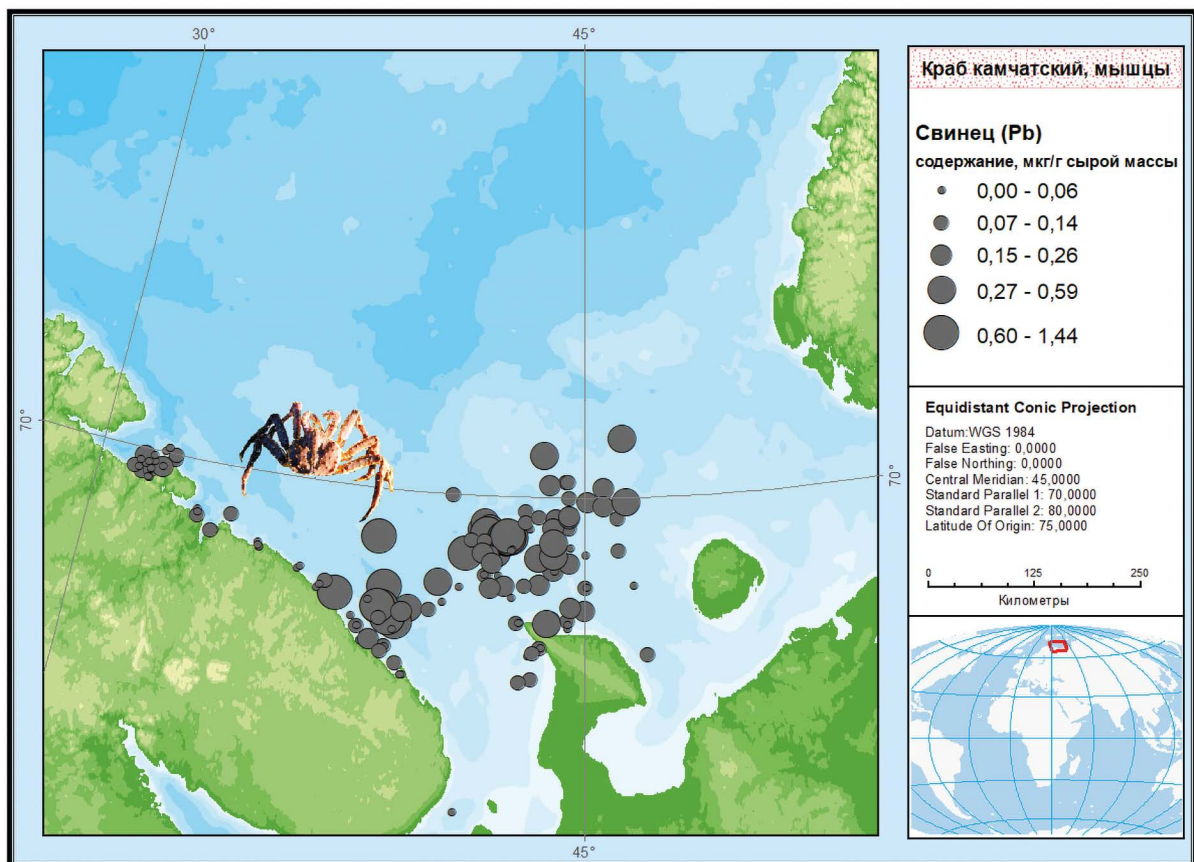 30°
45°
70°
70°
45°
Краб камчатский, мышцы
Свинец (Pb)
содержание, мкг/г сырой массы
0,00 - 0,06
0,07 - 0,14
0,15 - 0,26
0,27 - 0,59
0,60 - 1,44
Equidistant Conic Projection
Datum:WGS 1984
False Easting: 0,0000
False Northing: 0,0000
Central Meridian: 45,0000
Standard Parallel 1: 70,0000
Standard Parallel 2: 80,0000
Latitude Of Origin: 75,0000
0 125 250
Километры